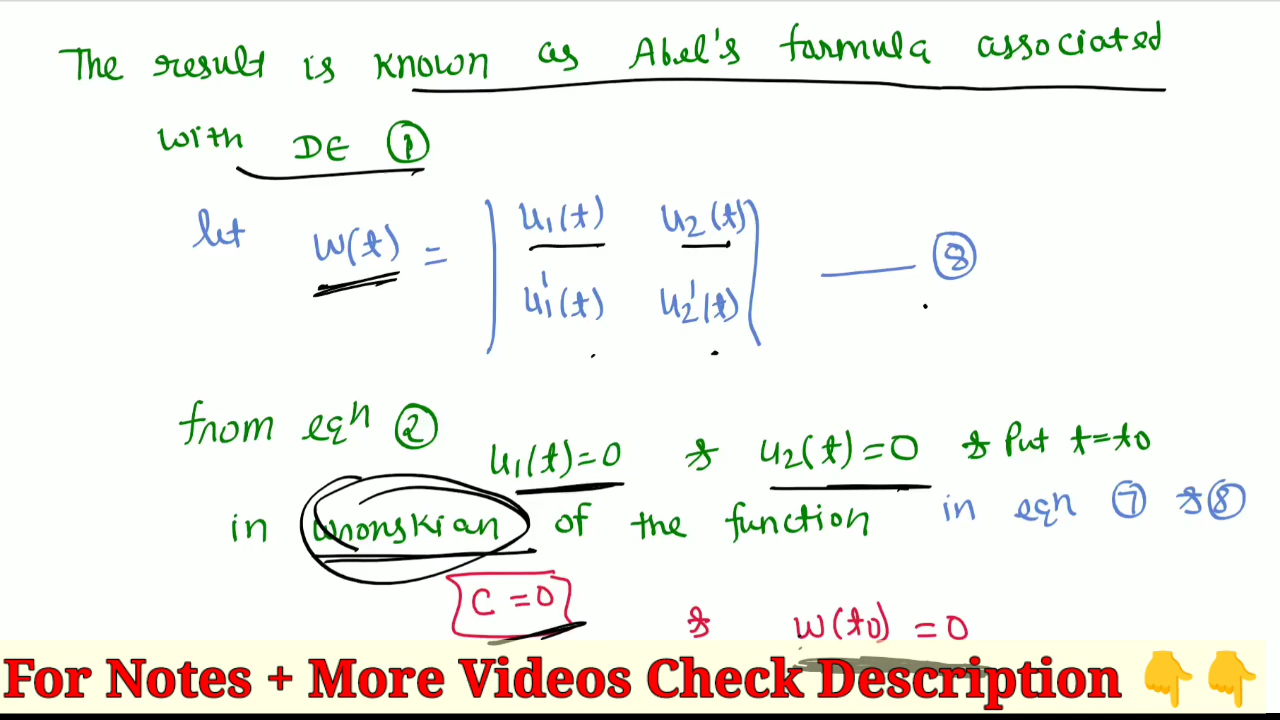 The result is known as Abel's formula associated
with DE ①
let W(t) = | u₁(t) u₂(t) | —— ⑧
u₁'(t) u₂'(t)
from eqn ② u₁(t)=0 & u₂(t)=0 & Put t=t₀
in wronskian of the function in eqn ⑦ & ⑧
C = 0 & W(t₀) = 0
For Notes + More Videos Check Description 👇👇